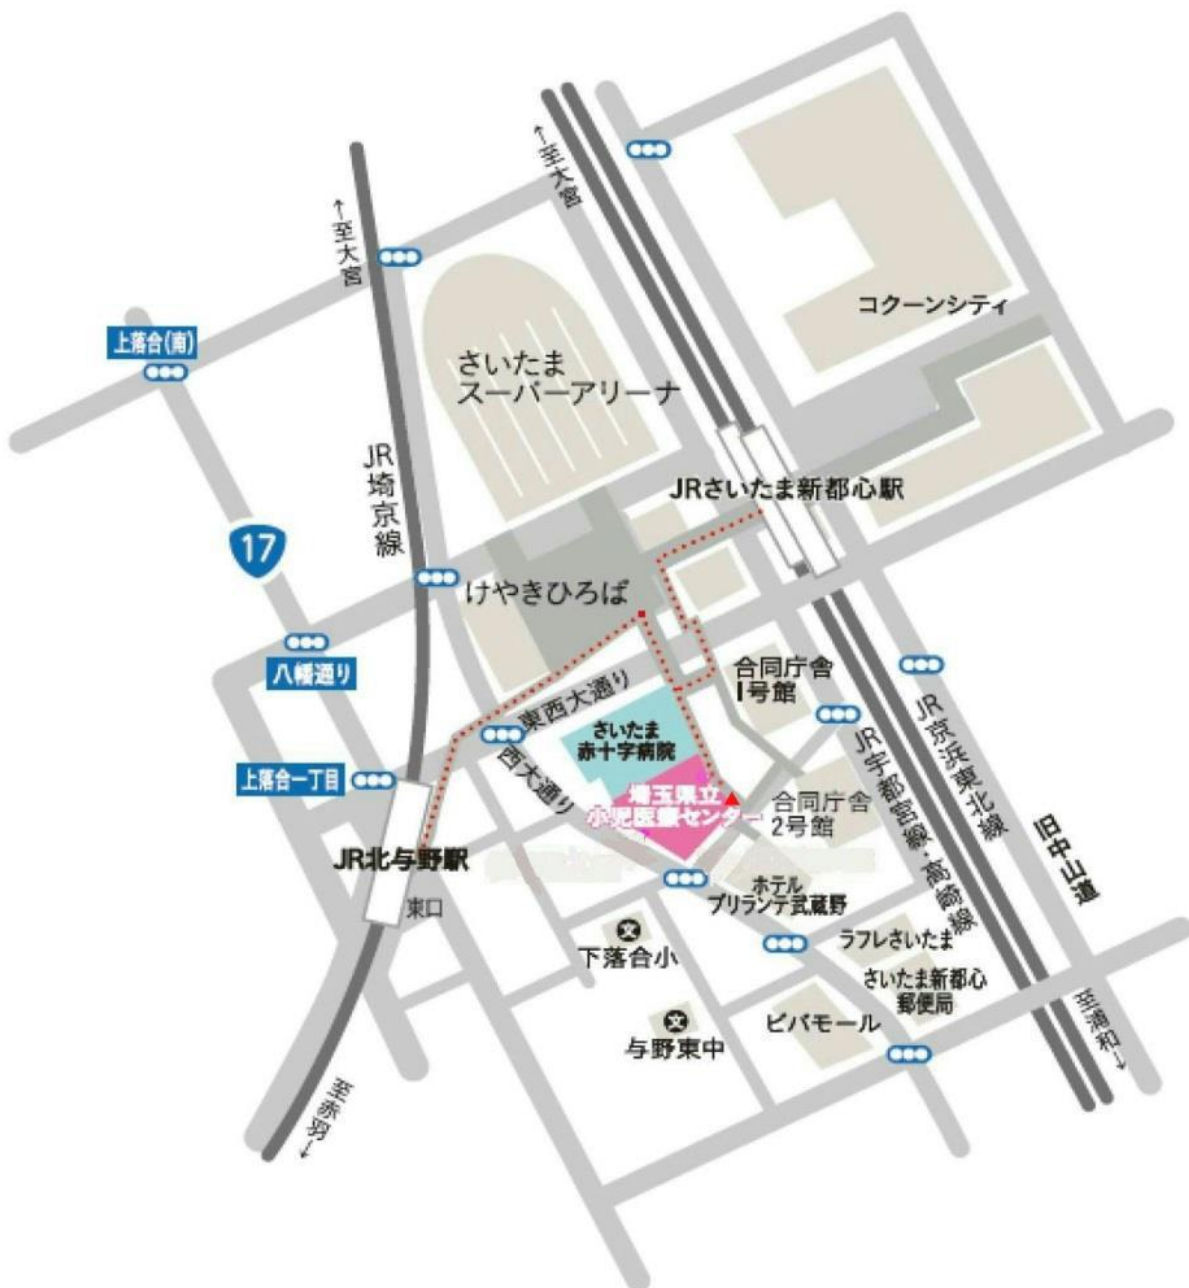 ←至大宮
←至大宮
コクーンシティ
上落合(南)
さいたま
スーパーアリーナ
JR埼京線
JRさいたま新都心駅
17
けやきひろば
八幡通り
東西大通り
合同庁舎
1号館
さいたま
赤十字病院
西大通り
上落合一丁目
埼玉県立
小児医療センター
合同庁舎
2号館
JR宇都宮線・高崎線
JR京浜東北線
旧中山道
JR北与野駅
東口
ホテル
ブリランテ武蔵野
文
下落合小
ラフレさいたま
さいたま新都心
郵便局
文
与野東中
ビバモール
至浦和→
至赤羽→